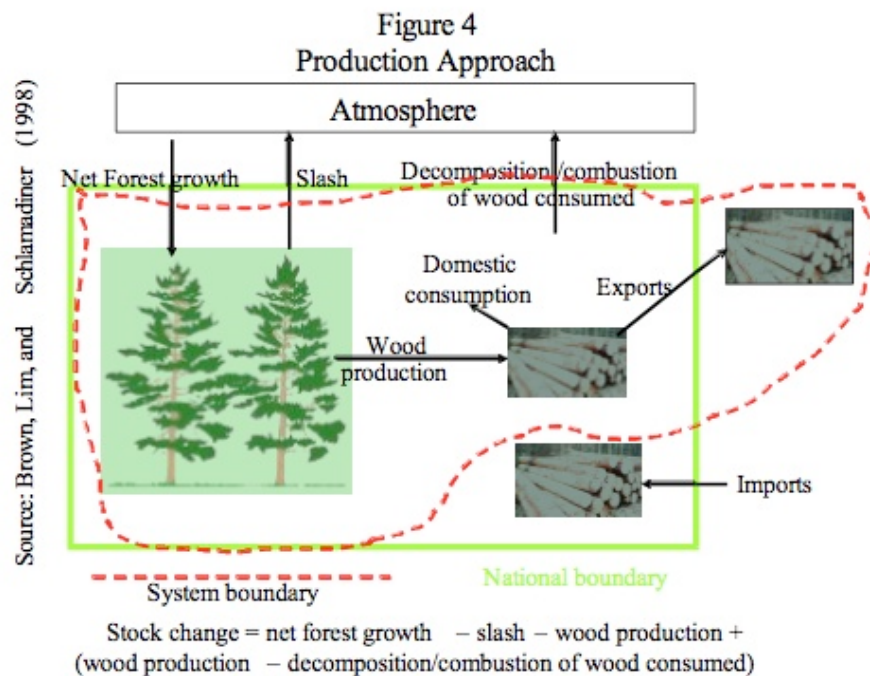 Figure 4
Production Approach
Atmosphere
Source: Brown, Lim, and Schlamadiner (1998)
Net Forest growth
Slash
Decomposition/combustion
of wood consumed
Domestic
consumption
Exports
Wood
production
Imports
System boundary
National boundary
Stock change = net forest growth – slash – wood production +
(wood production – decomposition/combustion of wood consumed)